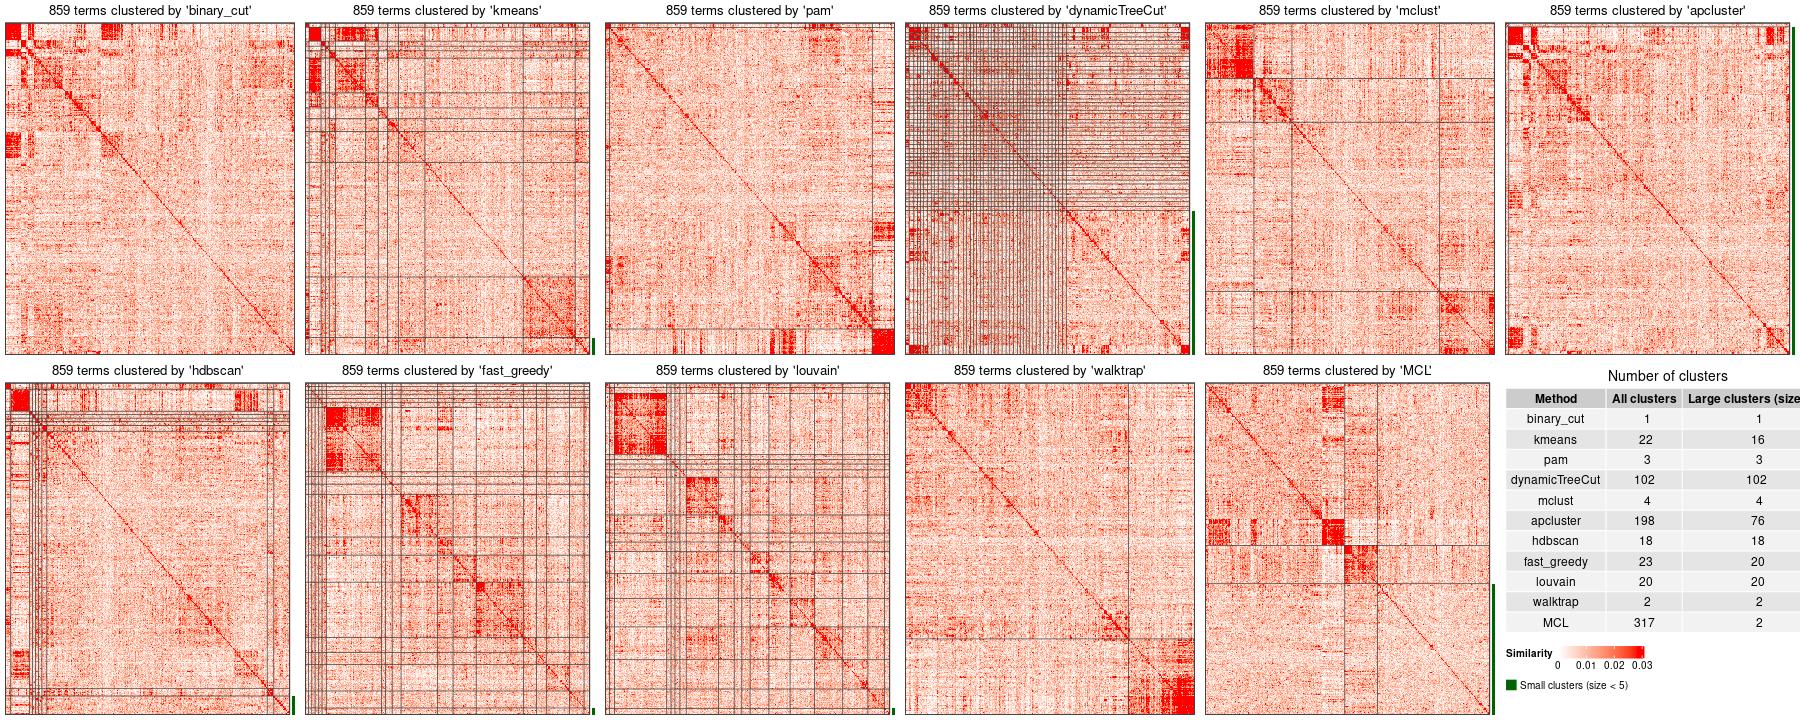 859 terms clustered by 'binary_cut'
859 terms clustered by 'kmeans'
859 terms clustered by 'pam'
859 terms clustered by 'dynamicTreeCut'
859 terms clustered by 'mclust'
859 terms clustered by 'apcluster'
859 terms clustered by 'hdbscan'
859 terms clustered by 'fast_greedy'
859 terms clustered by 'louvain'
859 terms clustered by 'walktrap'
859 terms clustered by 'MCL'
Number of clusters
Method All clusters Large clusters (size
binary_cut 1 1
kmeans 22 16
pam 3 3
dynamicTreeCut 102 102
mclust 4 4
apcluster 198 76
hdbscan 18 18
fast_greedy 23 20
louvain 20 20
walktrap 2 2
MCL 317 2
Similarity
0 0.01 0.02 0.03
Small clusters (size < 5)